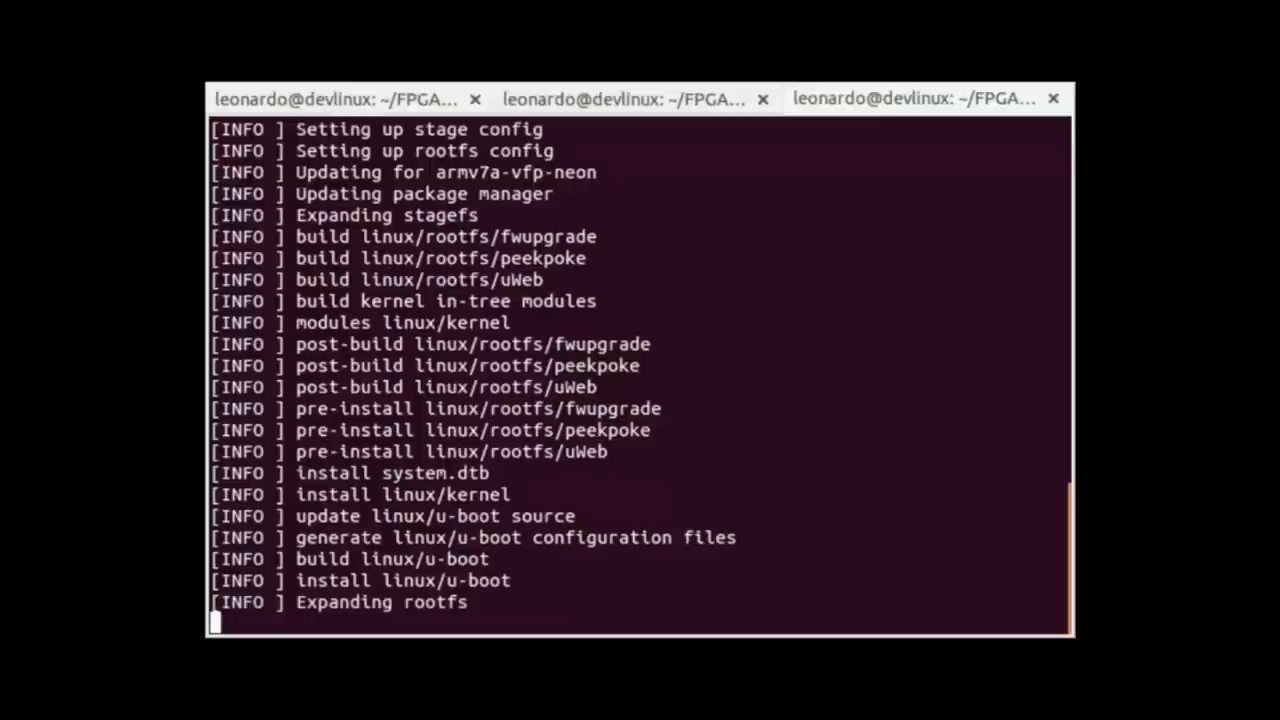 leonardo@devlinux: ~/FPGA... × leonardo@devlinux: ~/FPGA... × leonardo@devlinux: ~/FPGA... ×
[INFO ] Setting up stage config
[INFO ] Setting up rootfs config
[INFO ] Updating for armv7a-vfp-neon
[INFO ] Updating package manager
[INFO ] Expanding stagefs
[INFO ] build linux/rootfs/fwupgrade
[INFO ] build linux/rootfs/peekpoke
[INFO ] build linux/rootfs/uWeb
[INFO ] build kernel in-tree modules
[INFO ] modules linux/kernel
[INFO ] post-build linux/rootfs/fwupgrade
[INFO ] post-build linux/rootfs/peekpoke
[INFO ] post-build linux/rootfs/uWeb
[INFO ] pre-install linux/rootfs/fwupgrade
[INFO ] pre-install linux/rootfs/peekpoke
[INFO ] pre-install linux/rootfs/uWeb
[INFO ] install system.dtb
[INFO ] install linux/kernel
[INFO ] update linux/u-boot source
[INFO ] generate linux/u-boot configuration files
[INFO ] build linux/u-boot
[INFO ] install linux/u-boot
[INFO ] Expanding rootfs